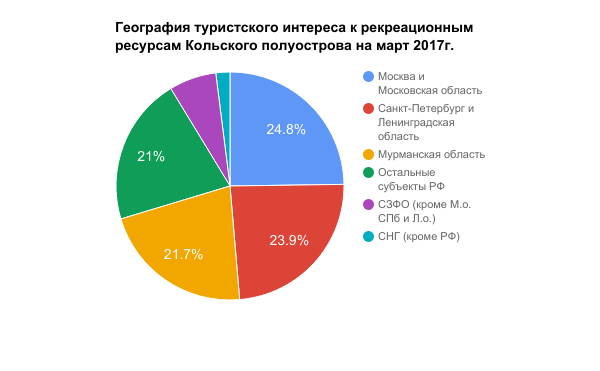 География туристского интереса к рекреационным
ресурсам Кольского полуострова на март 2017г.
24.8%
23.9%
21.7%
21%
Москва и
Московская область
Санкт-Петербург и
Ленинградская
область
Мурманская область
Остальные
субъекты РФ
СЗФО (кроме М.о.
СПб и Л.о.)
СНГ (кроме РФ)